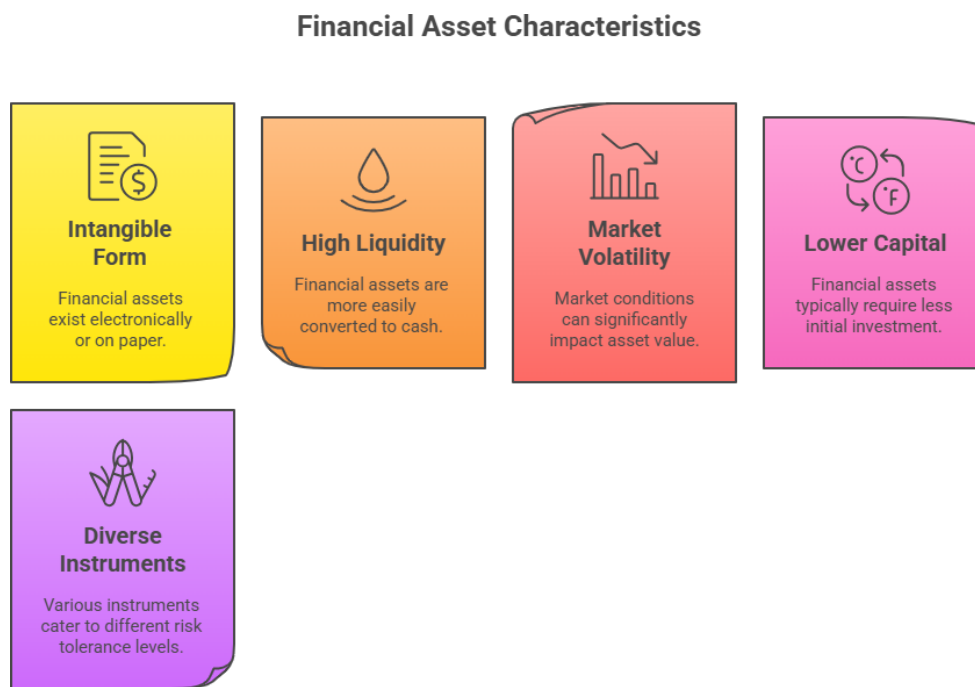 Financial Asset Characteristics
$
Intangible
Form
Financial assets
exist electronically
or on paper.
High Liquidity
Financial assets are
more easily
converted to cash.
Market
Volatility
Market conditions
can significantly
impact asset value.
°C
°F
Lower Capital
Financial assets
typically require less
initial investment.
Diverse
Instruments
Various instruments
cater to different risk
tolerance levels.